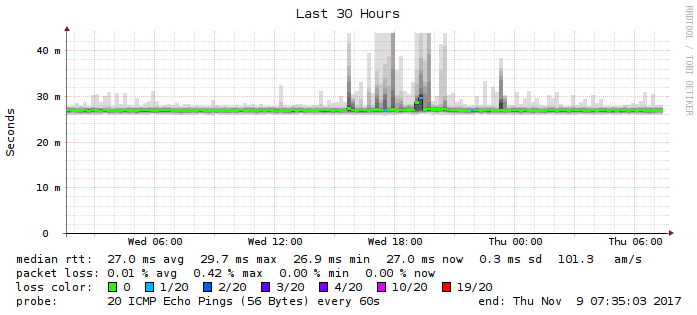 Last 30 Hours
RRDTOOL / TOBI OETIKER
Seconds
40 m
30 m
20 m
10 m
0
Wed 06:00 Wed 12:00 Wed 18:00 Thu 00:00 Thu 06:00
median rtt: 27.0 ms avg 29.7 ms max 26.9 ms min 27.0 ms now 0.3 ms sd 101.3 am/s
packet loss: 0.01 % avg 0.42 % max 0.00 % min 0.00 % now
loss color: 0 1/20 2/20 3/20 4/20 10/20 19/20
probe: 20 ICMP Echo Pings (56 Bytes) every 60s end: Thu Nov 9 07:35:03 2017